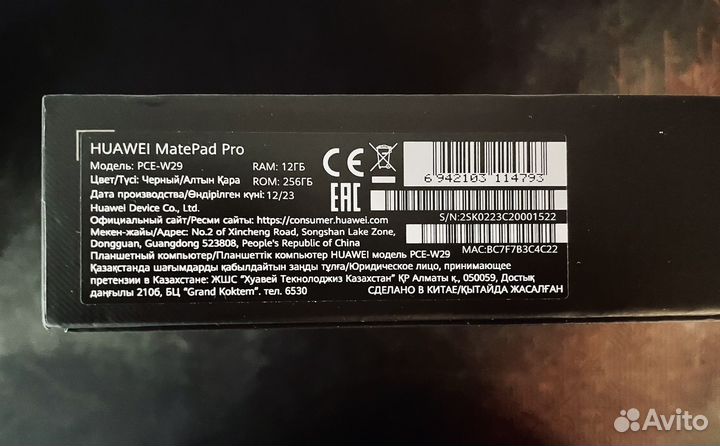 HUAWEI MatePad Pro
Модель: PCE-W29 RAM: 12ГБ
Цвет/Түсі: Черный/Алтын Қара ROM: 256ГБ
Дата производства/Өндірілген күні: 12/23
Huawei Device Co., Ltd.
Официальный сайт/Ресми сайты: https://consumer.huawei.com
Мекен-жайы/Адрес: No.2 of Xincheng Road, Songshan Lake Zone,
Dongguan, Guangdong 523808, People's Republic of China
Планшетный компьютер/Планшеттік компьютер HUAWEI модель PCE-W29
Қазақстанда шағымдарды қабылдайтын заңды тұлға/Юридическое лицо, принимающее
претензии в Казахстане: ЖШС "Хуавей Текнолоджиз Казахстан" ҚР Алматы қ., 050059, Достық
даңғылы 210б, БЦ "Grand Koktem". тел. 6530 СДЕЛАНО В КИТАЕ/ҚЫТАЙДА ЖАСАЛҒАН
CE
EAC
6 942103 114793
S/N:2SK0223C20001522
MAC:BC7F7B3C4C22
Avito